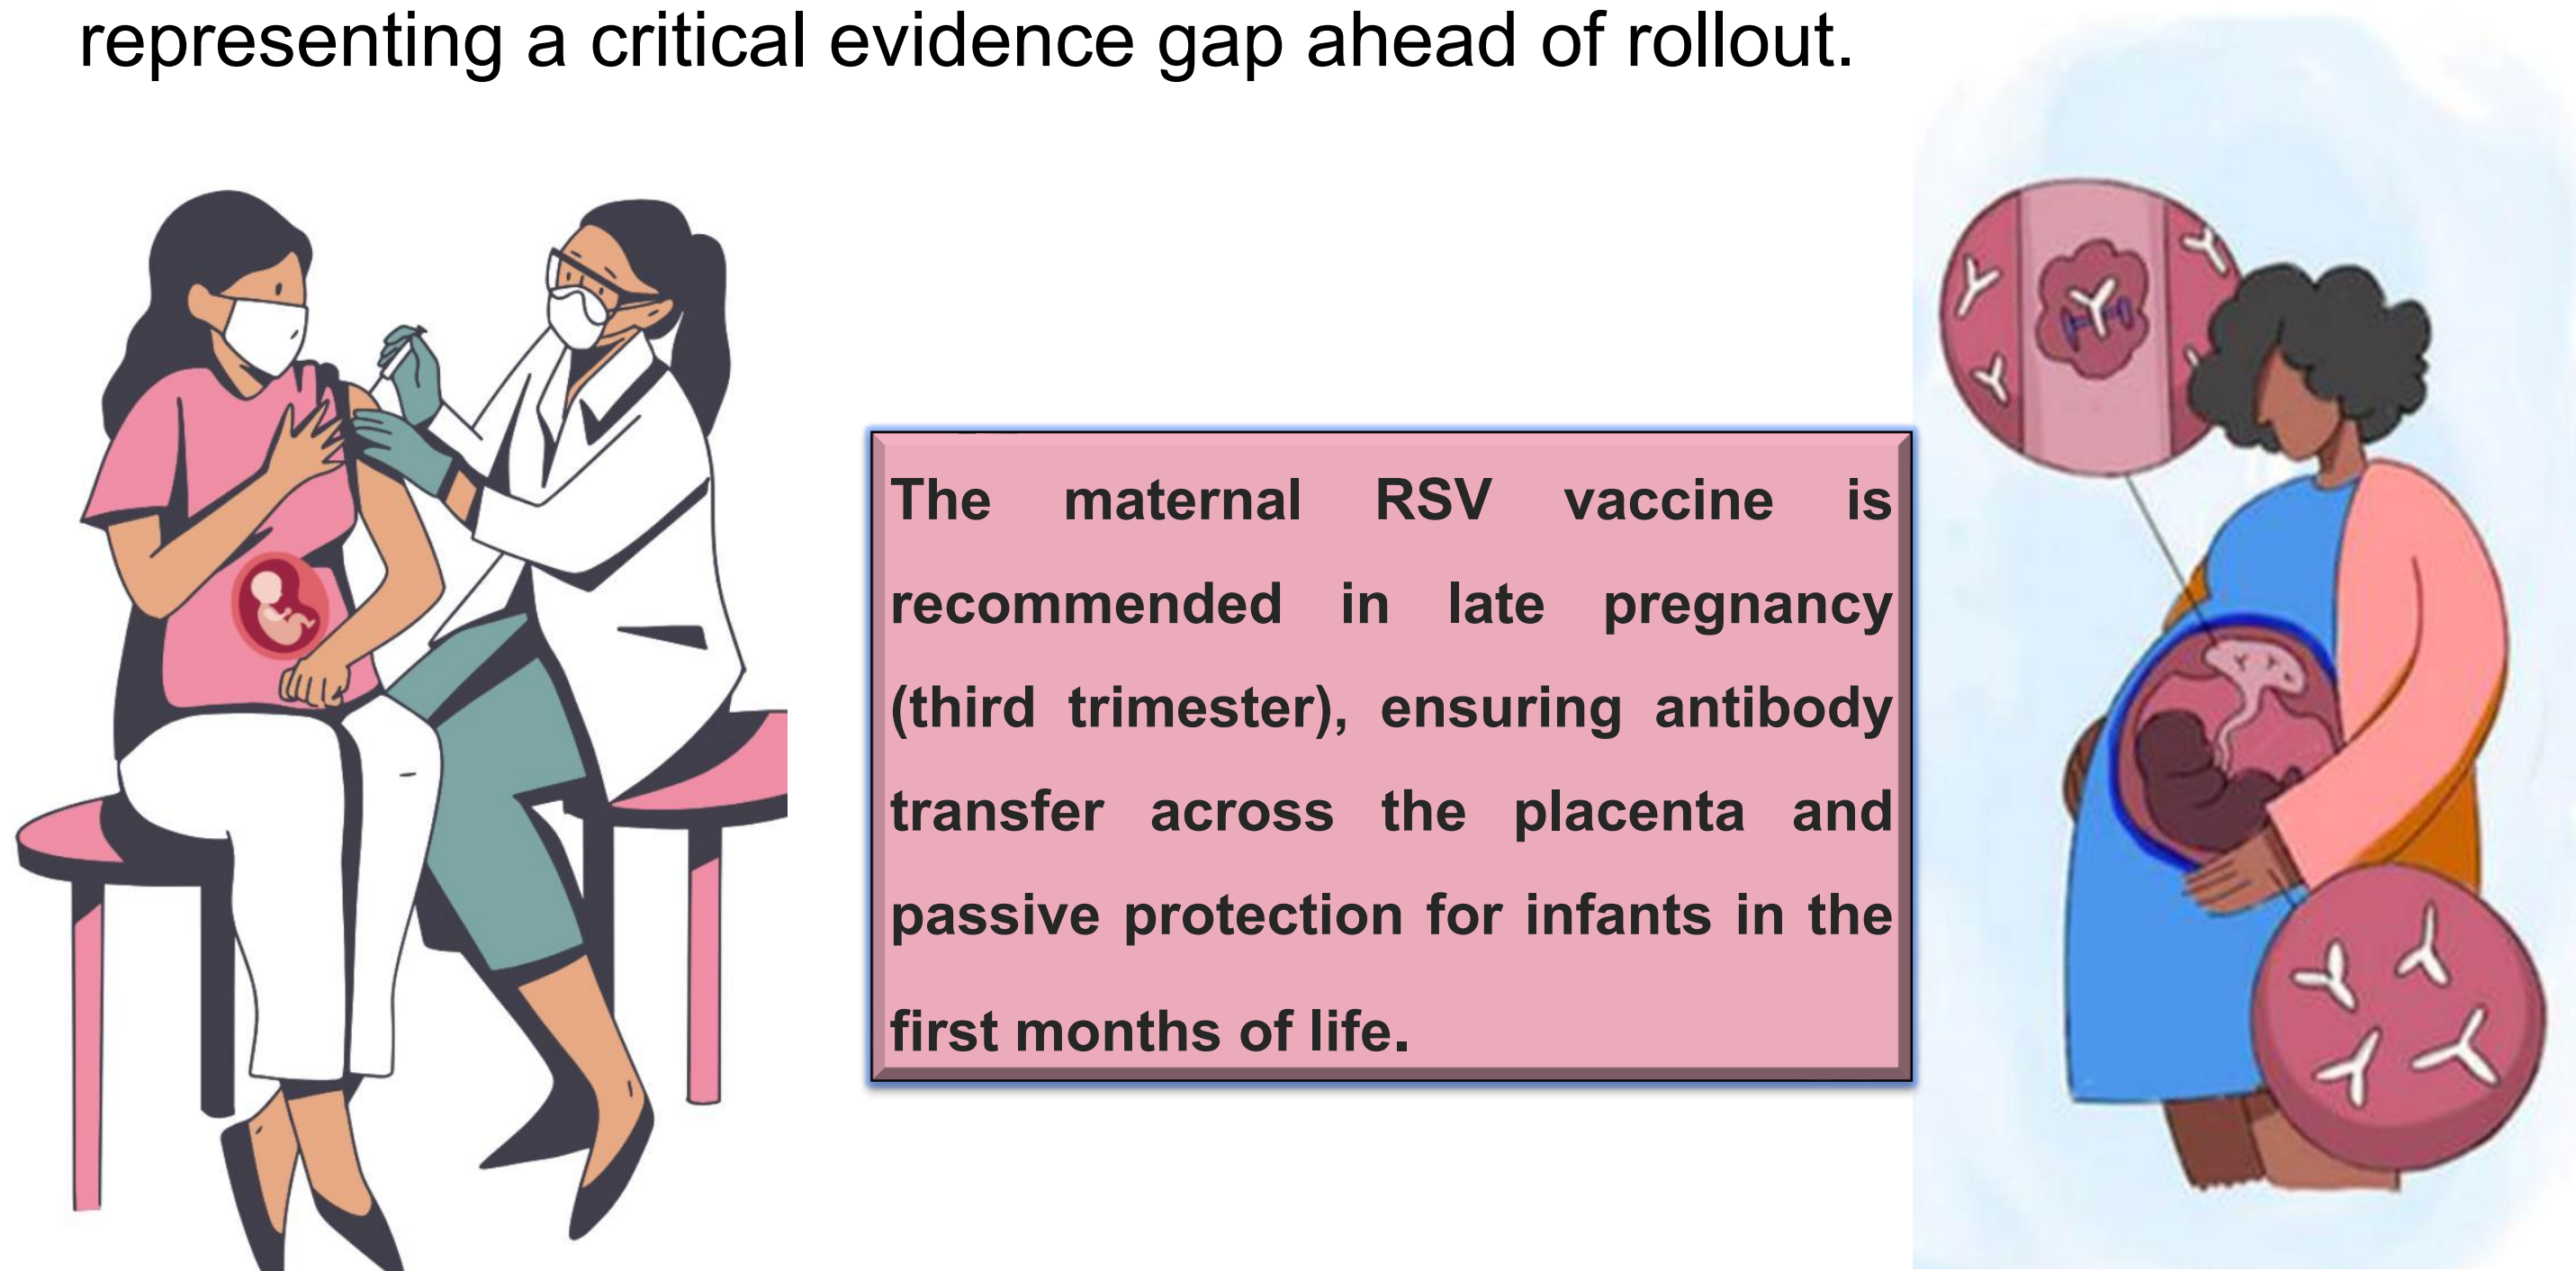 representing a critical evidence gap ahead of rollout.
The maternal RSV vaccine is
recommended in late pregnancy
(third trimester), ensuring antibody
transfer across the placenta and
passive protection for infants in the
first months of life.